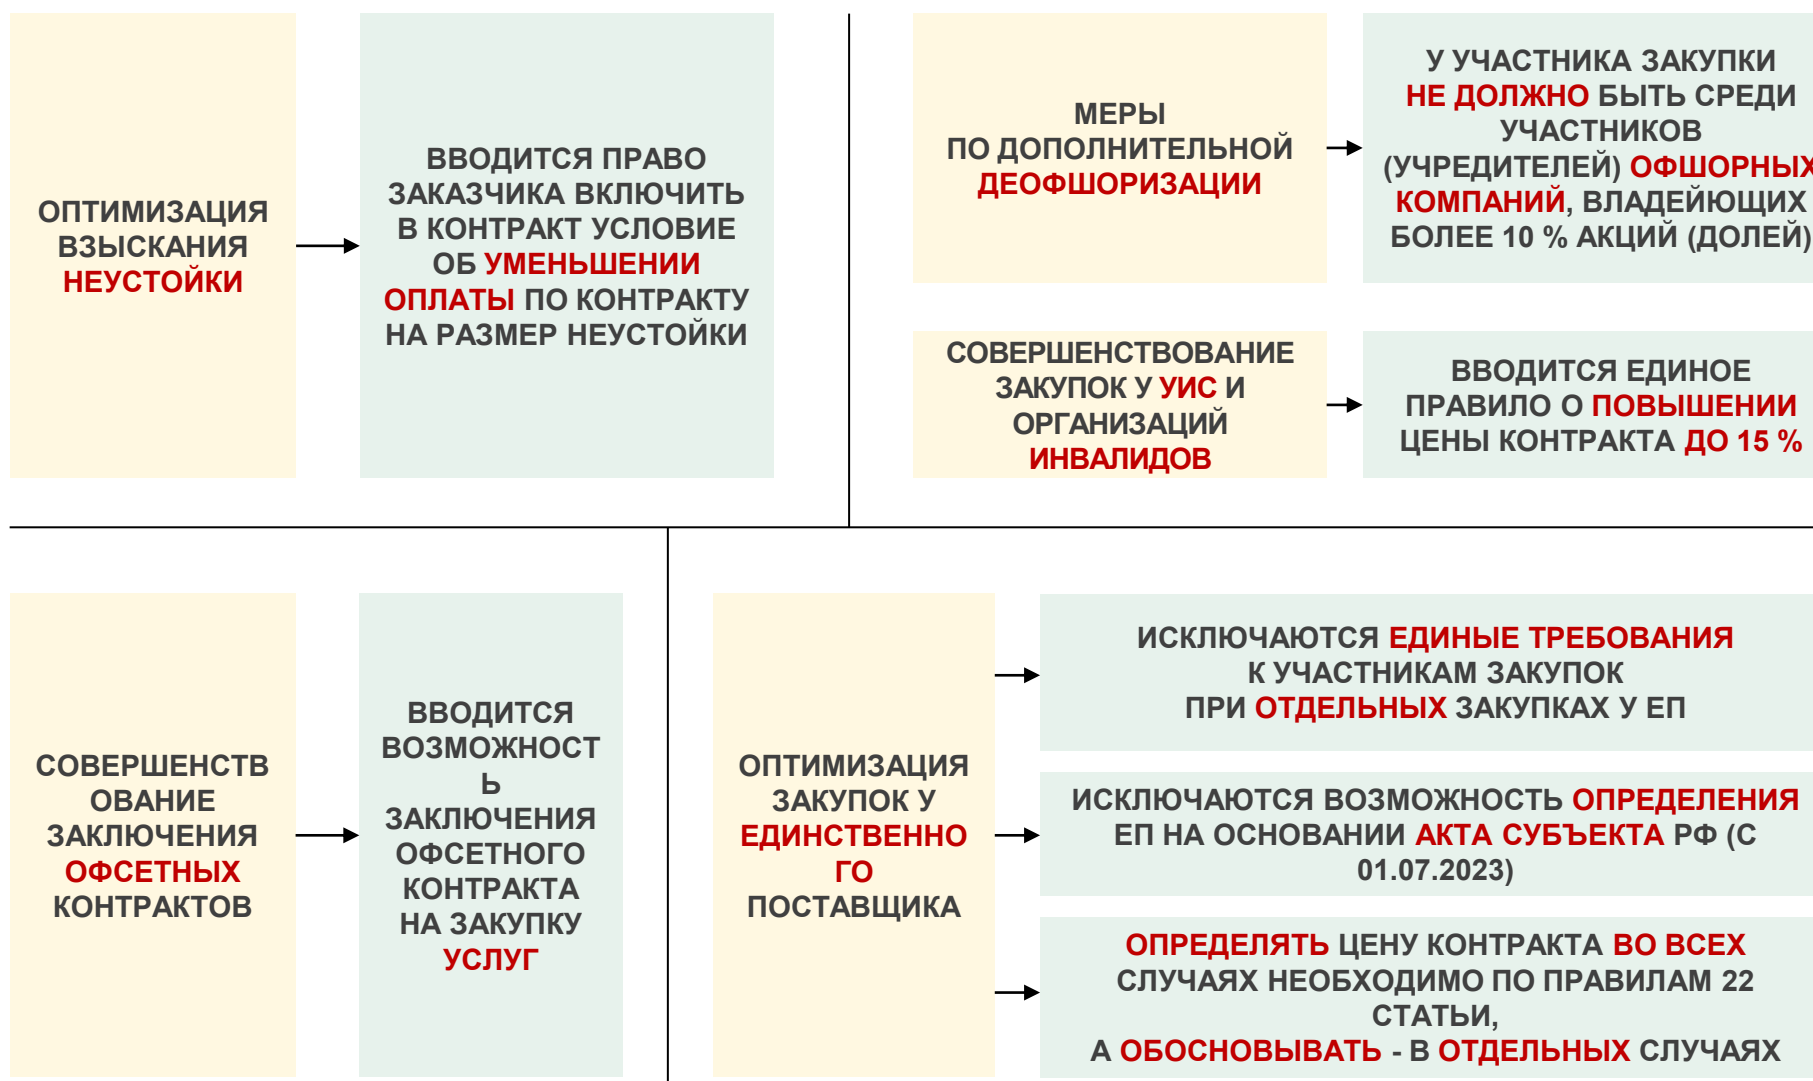 ОПТИМИЗАЦИЯ
ВЗЫСКАНИЯ
НЕУСТОЙКИ
ВВОДИТСЯ ПРАВО
ЗАКАЗЧИКА ВКЛЮЧИТЬ
В КОНТРАКТ УСЛОВИЕ
ОБ УМЕНЬШЕНИИ
ОПЛАТЫ ПО КОНТРАКТУ
НА РАЗМЕР НЕУСТОЙКИ
МЕРЫ
ПО ДОПОЛНИТЕЛЬНОЙ
ДЕОФШОРИЗАЦИИ
У УЧАСТНИКА ЗАКУПКИ
НЕ ДОЛЖНО БЫТЬ СРЕДИ
УЧАСТНИКОВ
(УЧРЕДИТЕЛЕЙ) ОФШОРНЫХ
КОМПАНИЙ, ВЛАДЕЙЮЩИХ
БОЛЕЕ 10 % АКЦИЙ (ДОЛЕЙ)
СОВЕРШЕНСТВОВАНИЕ
ЗАКУПОК У УИС И
ОРГАНИЗАЦИЙ
ИНВАЛИДОВ
ВВОДИТСЯ ЕДИНОЕ
ПРАВИЛО О ПОВЫШЕНИИ
ЦЕНЫ КОНТРАКТА ДО 15 %
СОВЕРШЕНСТВ
ОВАНИЕ
ЗАКЛЮЧЕНИЯ
ОФСЕТНЫХ
КОНТРАКТОВ
ВВОДИТСЯ
ВОЗМОЖНОСТ
Ь
ЗАКЛЮЧЕНИЯ
ОФСЕТНОГО
КОНТРАКТА
НА ЗАКУПКУ
УСЛУГ
ОПТИМИЗАЦИЯ
ЗАКУПОК У
ЕДИНСТВЕННО
ГО
ПОСТАВЩИКА
ИСКЛЮЧАЮТСЯ ЕДИНЫЕ ТРЕБОВАНИЯ
К УЧАСТНИКАМ ЗАКУПОК
ПРИ ОТДЕЛЬНЫХ ЗАКУПКАХ У ЕП
ИСКЛЮЧАЮТСЯ ВОЗМОЖНОСТЬ ОПРЕДЕЛЕНИЯ
ЕП НА ОСНОВАНИИ АКТА СУБЪЕКТА РФ (С
01.07.2023)
ОПРЕДЕЛЯТЬ ЦЕНУ КОНТРАКТА ВО ВСЕХ
СЛУЧАЯХ НЕОБХОДИМО ПО ПРАВИЛАМ 22
СТАТЬИ,
А ОБОСНОВЫВАТЬ - В ОТДЕЛЬНЫХ СЛУЧАЯХ